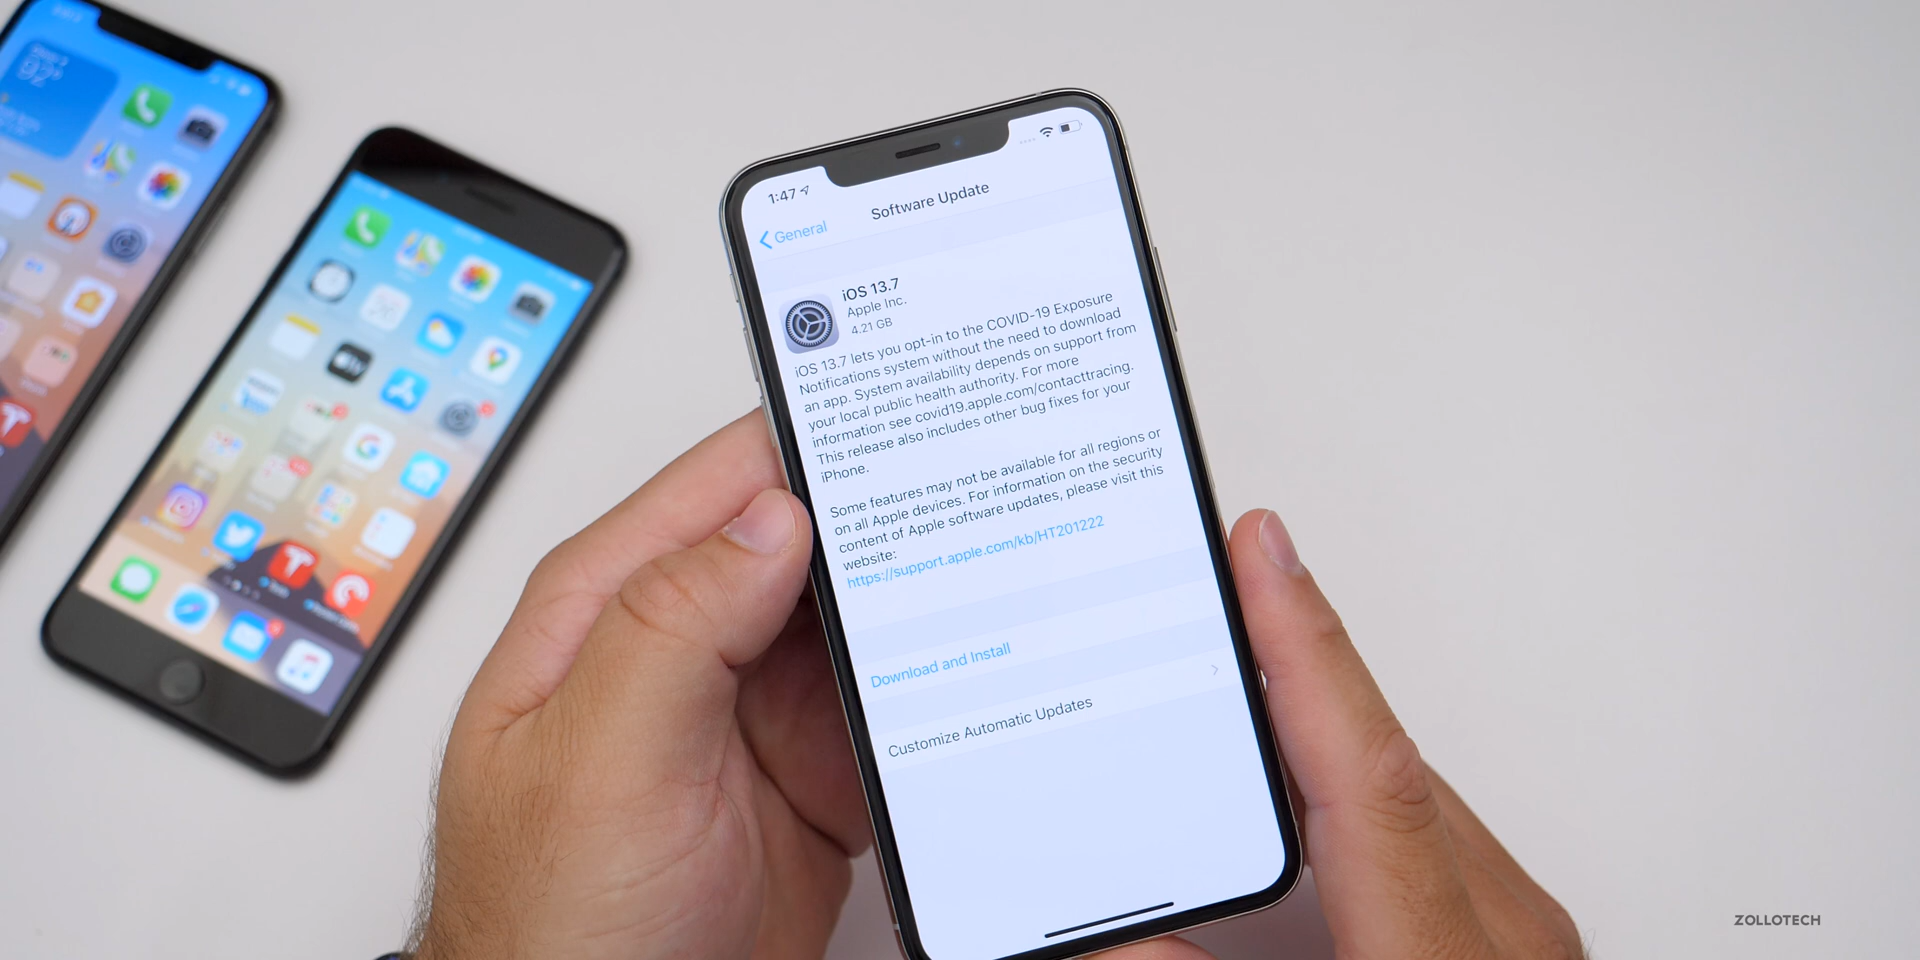 1:47
Software Update
General
iOS 13.7
Apple Inc.
4.21 GB
iOS 13.7 lets you opt-in to the COVID-19 Exposure
Notifications system without the need to download
an app. System availability depends on support from
your local public health authority. For more
information see covid19.apple.com/contacttracing.
This release also includes other bug fixes for your
iPhone.
Some features may not be available for all regions or
on all Apple devices. For information on the security
content of Apple software updates, please visit this
website:
https://support.apple.com/kb/HT201222
Download and Install
Customize Automatic Updates
92°
ZOLLOTECH